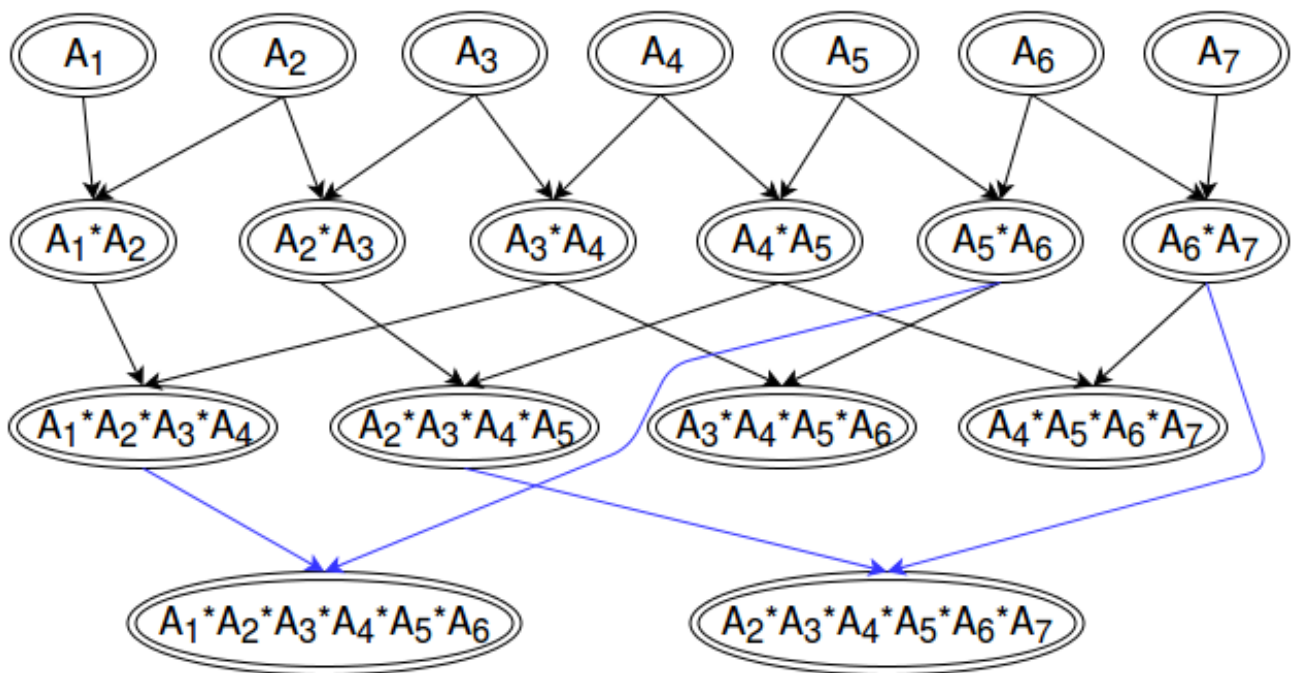 A₁ A₂ A₃ A₄ A₅ A₆ A₇
A₁*A₂ A₂*A₃ A₃*A₄ A₄*A₅ A₅*A₆ A₆*A₇
A₁*A₂*A₃*A₄ A₂*A₃*A₄*A₅ A₃*A₄*A₅*A₆ A₄*A₅*A₆*A₇
A₁*A₂*A₃*A₄*A₅*A₆ A₂*A₃*A₄*A₅*A₆*A₇